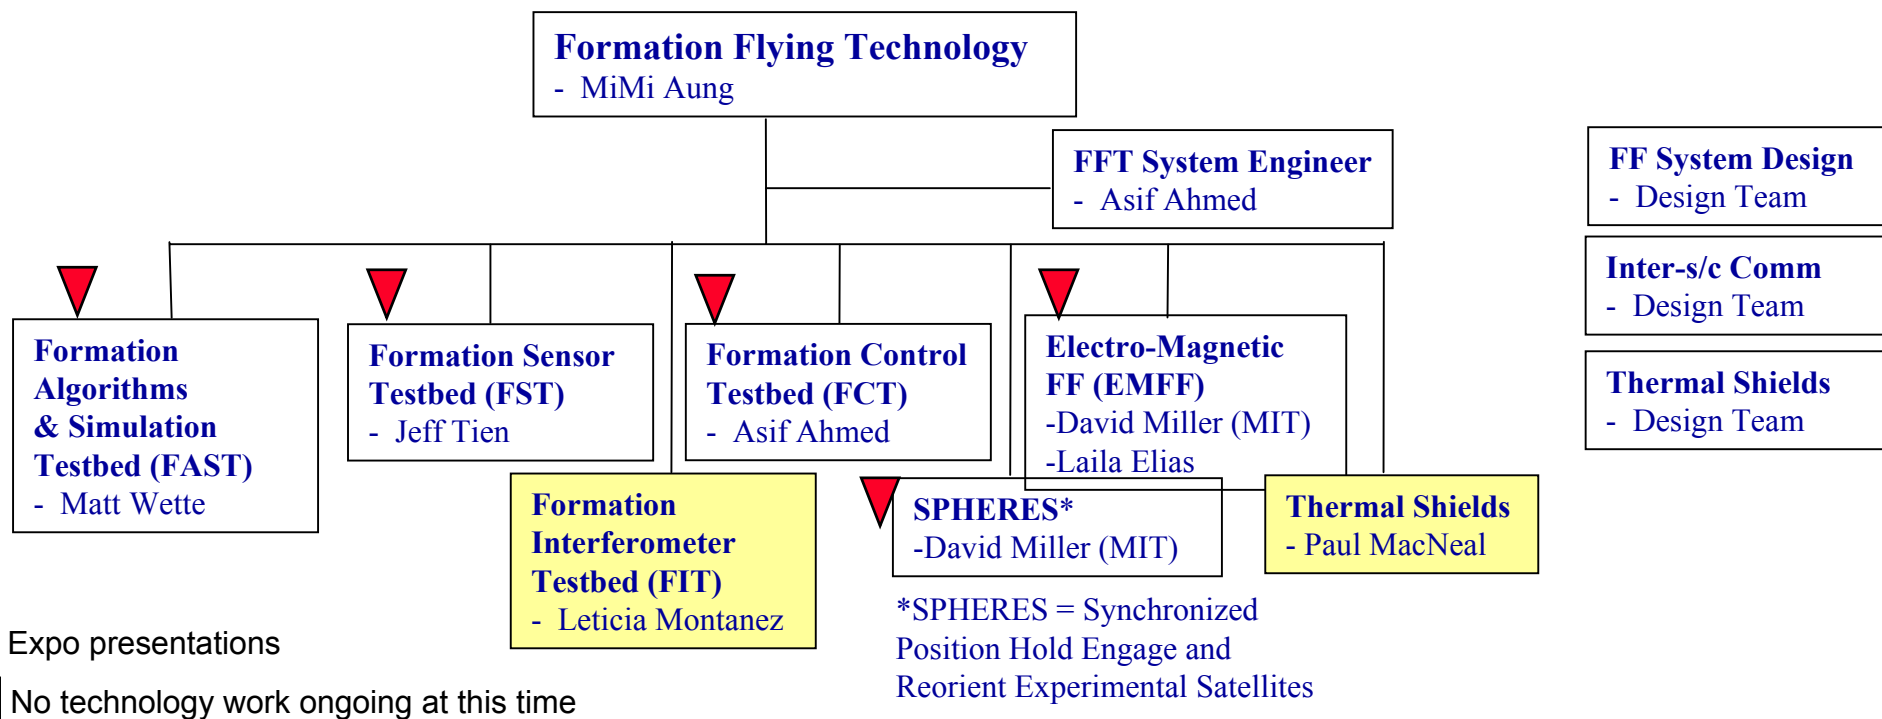 Formation Flying Technology
- MiMi Aung
FFT System Engineer
- Asif Ahmed
FF System Design
- Design Team
Inter-s/c Comm
- Design Team
Thermal Shields
- Design Team
Formation
Algorithms
& Simulation
Testbed (FAST)
- Matt Wette
Formation Sensor
Testbed (FST)
- Jeff Tien
Formation Control
Testbed (FCT)
- Asif Ahmed
Electro-Magnetic
FF (EMFF)
-David Miller (MIT)
-Laila Elias
Formation
Interferometer
Testbed (FIT)
- Leticia Montanez
SPHERES*
-David Miller (MIT)
Thermal Shields
- Paul MacNeal
*SPHERES = Synchronized
Position Hold Engage and
Reorient Experimental Satellites
Expo presentations
No technology work ongoing at this time